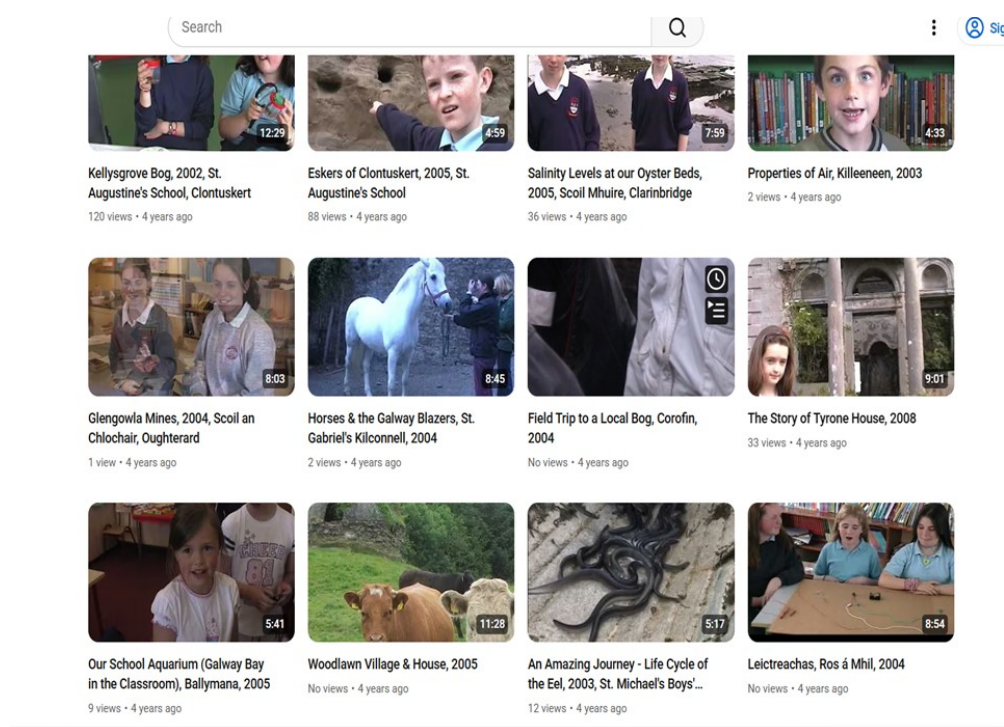 Search
Sig
12:29
4:59
7:59
4:33
Kellysgrove Bog, 2002, St.
Augustine's School, Clontuskert
120 views • 4 years ago
Eskers of Clontuskert, 2005, St.
Augustine's School
88 views • 4 years ago
Salinity Levels at our Oyster Beds,
2005, Scoil Mhuire, Clarinbridge
36 views • 4 years ago
Properties of Air, Killeeneen, 2003
2 views • 4 years ago
8:03
8:45
9:01
Glengowla Mines, 2004, Scoil an
Chlochair, Oughterard
1 view • 4 years ago
Horses & the Galway Blazers, St.
Gabriel's Kilconnell, 2004
2 views • 4 years ago
Field Trip to a Local Bog, Corofin,
2004
No views • 4 years ago
The Story of Tyrone House, 2008
33 views • 4 years ago
81
5:41
11:28
5:17
8:54
Our School Aquarium (Galway Bay
in the Classroom), Ballymana, 2005
9 views • 4 years ago
Woodlawn Village & House, 2005
No views • 4 years ago
An Amazing Journey - Life Cycle of
the Eel, 2003, St. Michael's Boys'...
12 views • 4 years ago
Leictreachas, Ros á Mhil, 2004
No views • 4 years ago